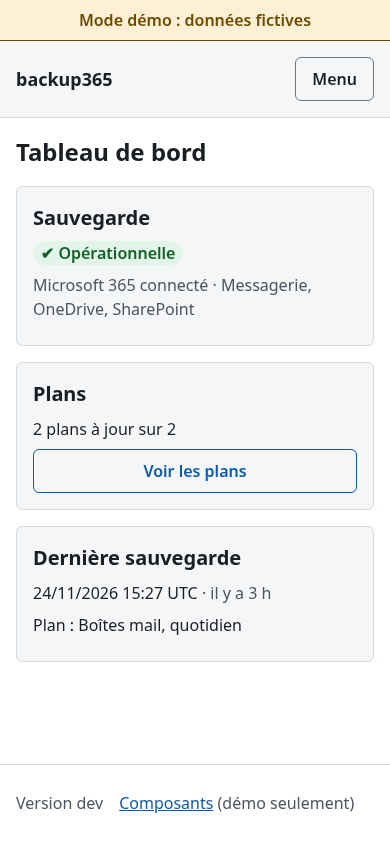 Mode démo : données fictives
backup365
Menu
Tableau de bord
Sauvegarde
✔ Opérationnelle
Microsoft 365 connecté · Messagerie,
OneDrive, SharePoint
Plans
2 plans à jour sur 2
Voir les plans
Dernière sauvegarde
24/11/2026 15:27 UTC · il y a 3 h
Plan : Boîtes mail, quotidien
Version dev Composants (démo seulement)